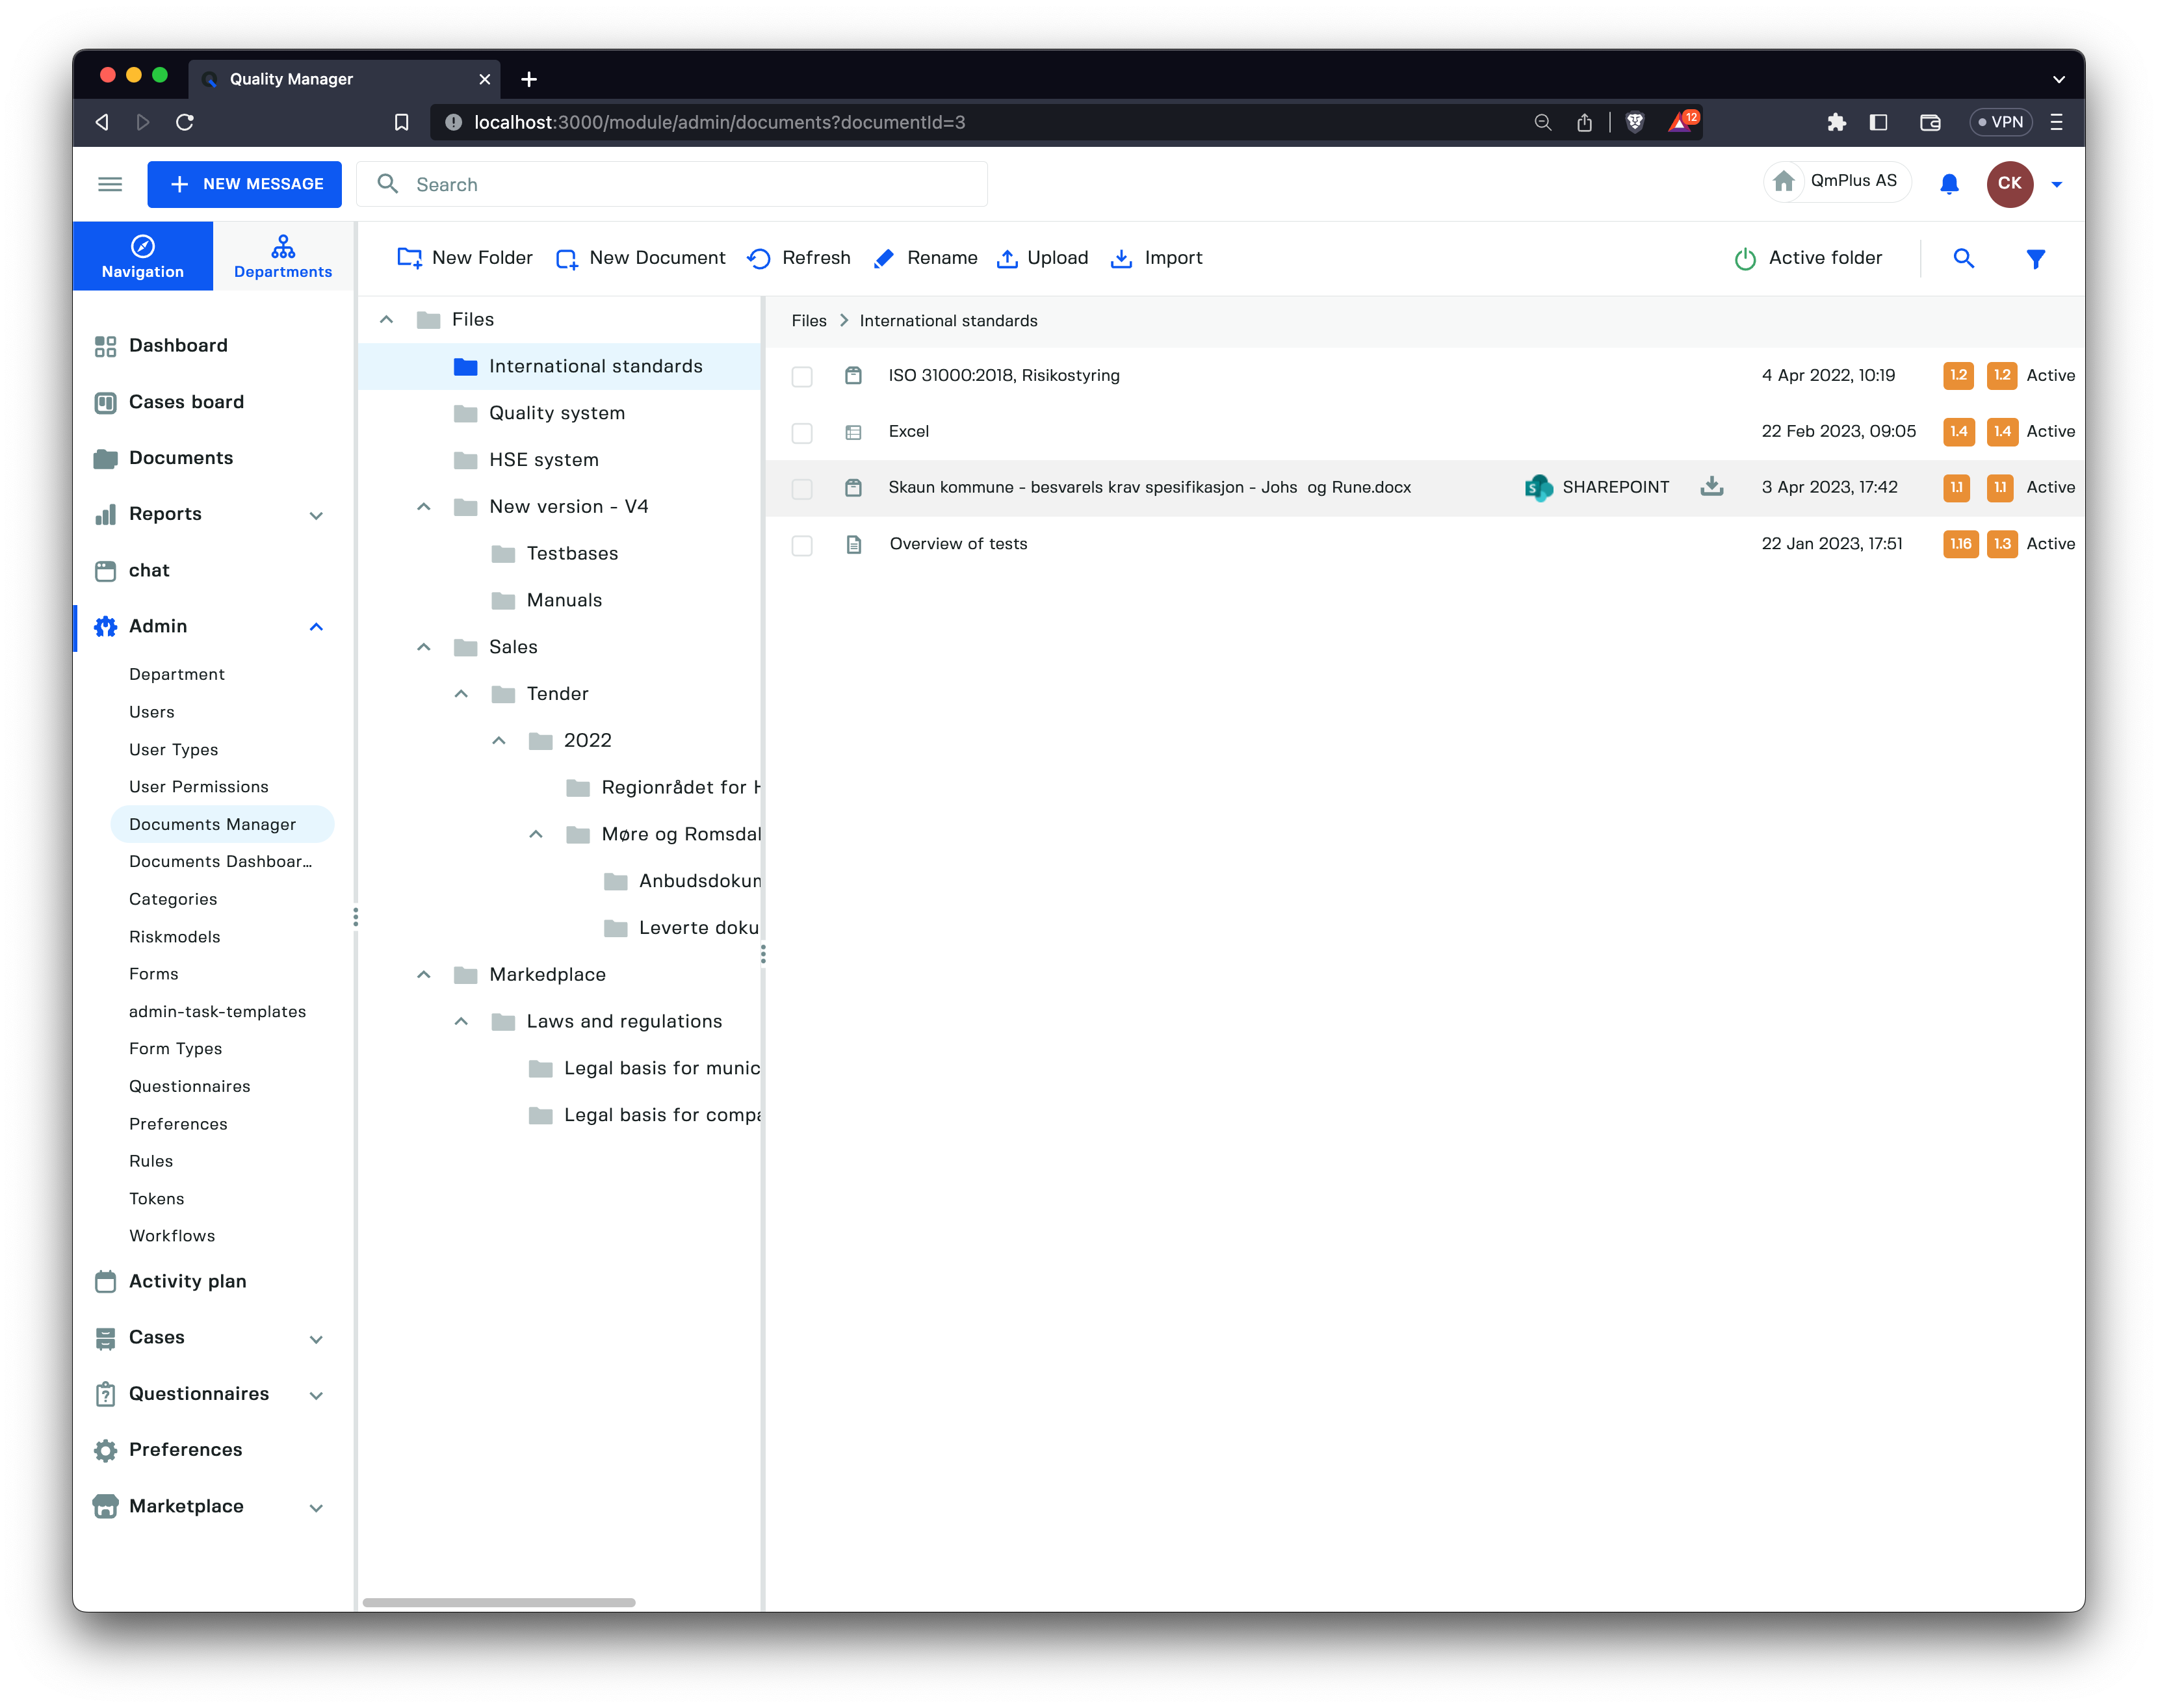 Quality Manager
localhost:3000/module/admin/documents?documentId=3
12
VPN
NEW MESSAGE
Search
QmPlus AS
CK
Navigation
Departments
New Folder
New Document
Refresh
Rename
Upload
Import
Active folder
Dashboard
Cases board
Documents
Reports
chat
Admin
Department
Users
User Types
User Permissions
Documents Manager
Documents Dashboar...
Categories
Riskmodels
Forms
admin-task-templates
Form Types
Questionnaires
Preferences
Rules
Tokens
Workflows
Activity plan
Cases
Questionnaires
Preferences
Marketplace
Files
International standards
Quality system
HSE system
New version - V4
Testbases
Manuals
Sales
Tender
2022
Regionrådet for H
Møre og Romsdal
Anbudsdokum
Leverte doku
Markedplace
Laws and regulations
Legal basis for munic
Legal basis for compa
Files > International standards
ISO 31000:2018, Risikostyring 4 Apr 2022, 10:19 1.2 1.2 Active
Excel 22 Feb 2023, 09:05 1.4 1.4 Active
Skaun kommune - besvarels krav spesifikasjon - Johs  og Rune.docx S SHAREPOINT 3 Apr 2023, 17:42 1.1 1.1 Active
Overview of tests 22 Jan 2023, 17:51 1.16 1.3 Active